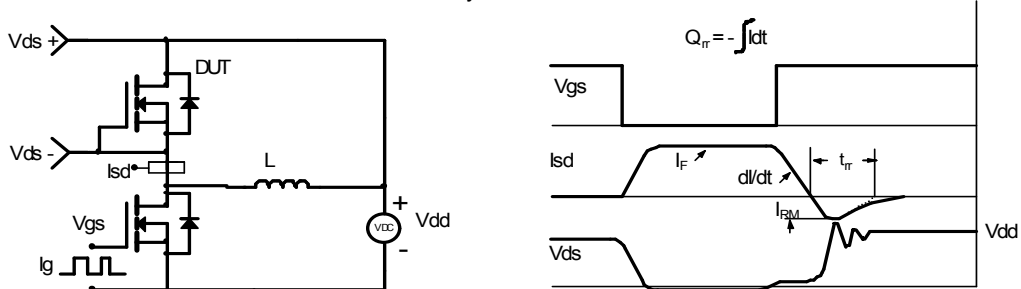 Vds +
DUT
Vds -
Isd
L
Vgs
Ig
+
VDC
-
Vdd
Qrr = - ∫Idt
Vgs
Isd
IF
dI/dt
trr
IRM
Vds
Vdd